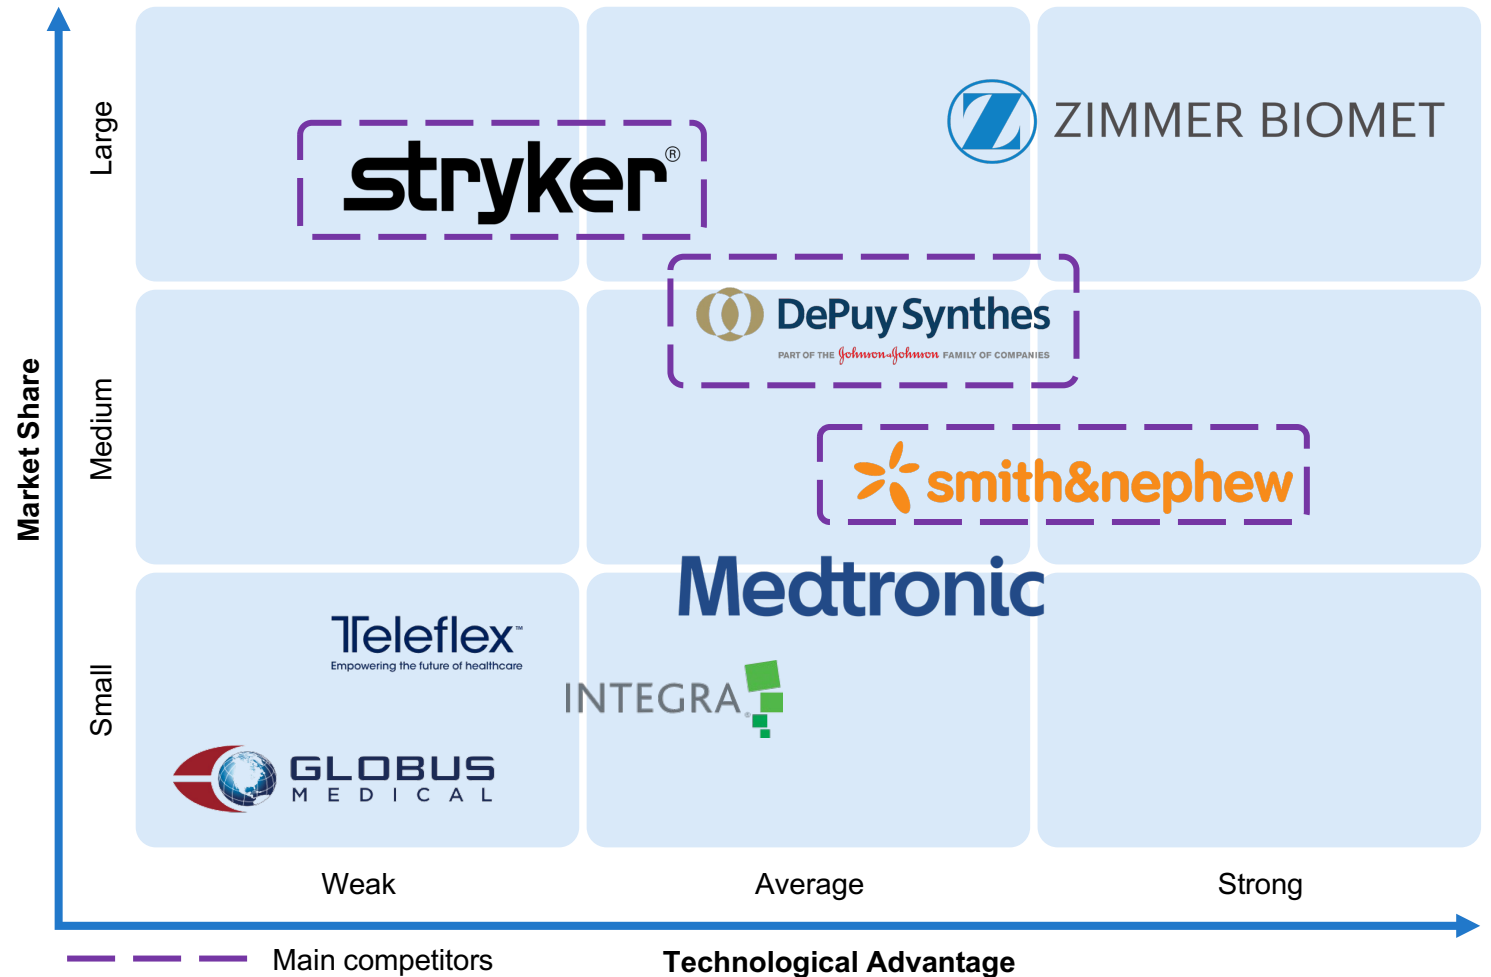 Large
ZIMMER BIOMET
stryker®
DePuy Synthes
PART OF THE Johnson & Johnson FAMILY OF COMPANIES
Market Share
Medium
smith&nephew
Medtronic
Teleflex™
Empowering the future of healthcare
Small
INTEGRA®
GLOBUS
MEDICAL
Weak
Average
Strong
Main competitors
Technological Advantage